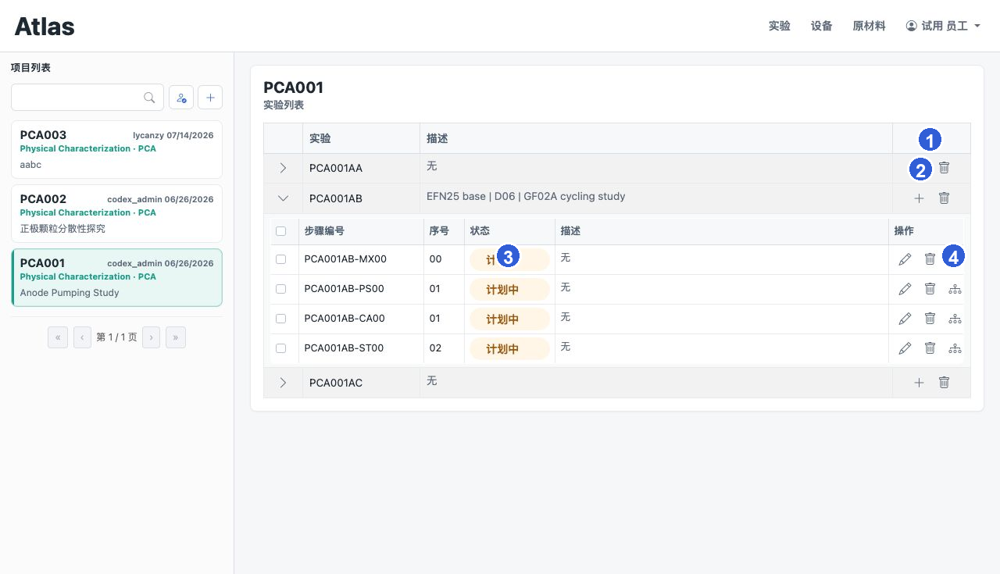 Atlas
实验 设备 原材料 试用 员工
项目列表
PCA003 lycanzy 07/14/2026
Physical Characterization · PCA
aabc
PCA002 codex_admin 06/26/2026
Physical Characterization · PCA
正极颗粒分散性探究
PCA001 codex_admin 06/26/2026
Physical Characterization · PCA
Anode Pumping Study
« ‹ 第 1 / 1 页 › »
PCA001
实验列表
实验 描述 1
PCA001AA 无 2
PCA001AB EFN25 base | D06 | GF02A cycling study
步骤编号 序号 状态 描述 操作
PCA001AB-MX00 00 计 3 无 4
PCA001AB-PS00 01 计划中 无
PCA001AB-CA00 01 计划中 无
PCA001AB-ST00 02 计划中 无
PCA001AC 无